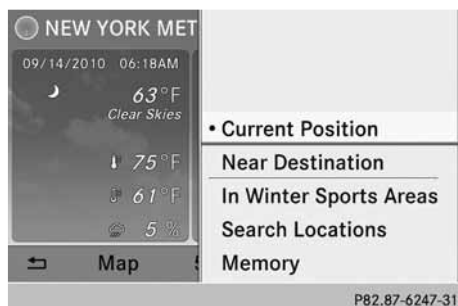 NEW YORK MET
09/14/2010 06:18AM
63°F
Clear Skies
75°F
61°F
5 %
Map
• Current Position
Near Destination
In Winter Sports Areas
Search Locations
Memory
P82.87-6247-31